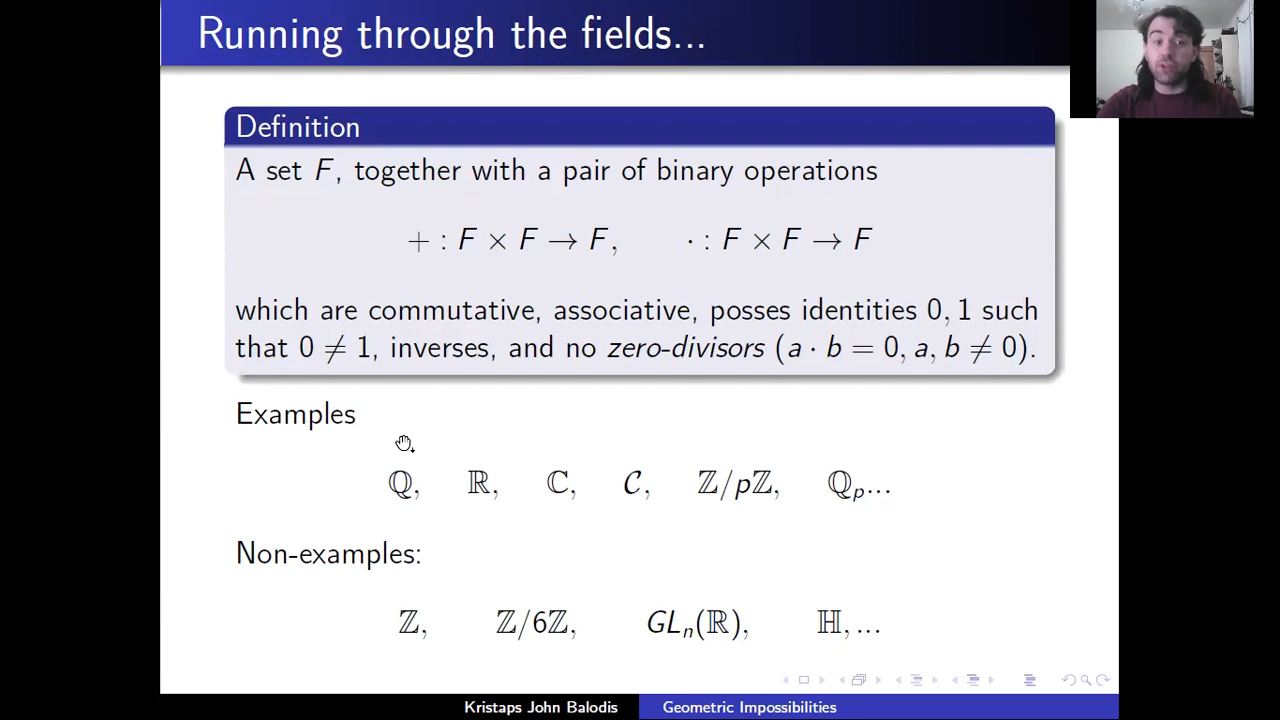 Running through the fields...
Definition
A set F, together with a pair of binary operations
+ : F × F → F, · : F × F → F
which are commutative, associative, posses identities 0, 1 such
that 0 ≠ 1, inverses, and no zero-divisors (a · b = 0, a, b ≠ 0).
Examples
ℚ, ℝ, ℂ, 𝒞, ℤ/pℤ, ℚₚ...
Non-examples:
ℤ, ℤ/6ℤ, GLₙ(ℝ), ℍ, ...
Kristaps John Balodis Geometric Impossibilities